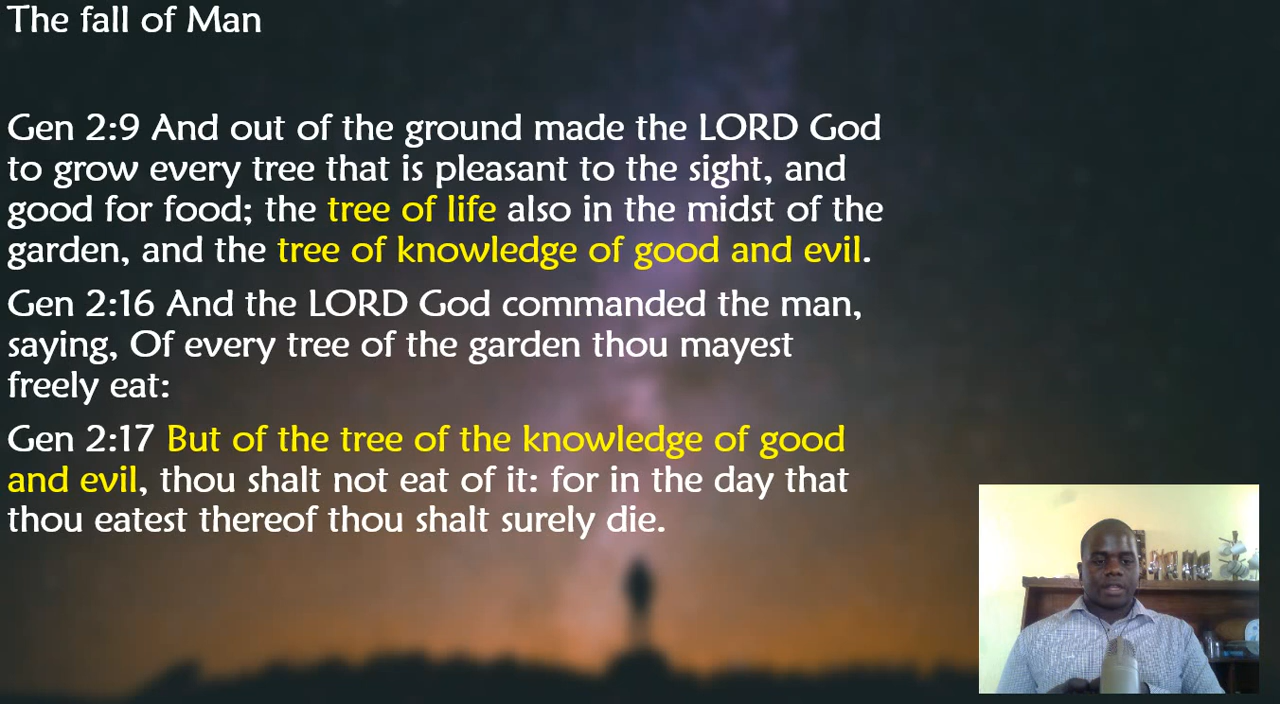 The fall of Man
Gen 2:9 And out of the ground made the LORD God
to grow every tree that is pleasant to the sight, and
good for food; the tree of life also in the midst of the
garden, and the tree of knowledge of good and evil.
Gen 2:16 And the LORD God commanded the man,
saying, Of every tree of the garden thou mayest
freely eat:
Gen 2:17 But of the tree of the knowledge of good
and evil, thou shalt not eat of it: for in the day that
thou eatest thereof thou shalt surely die.